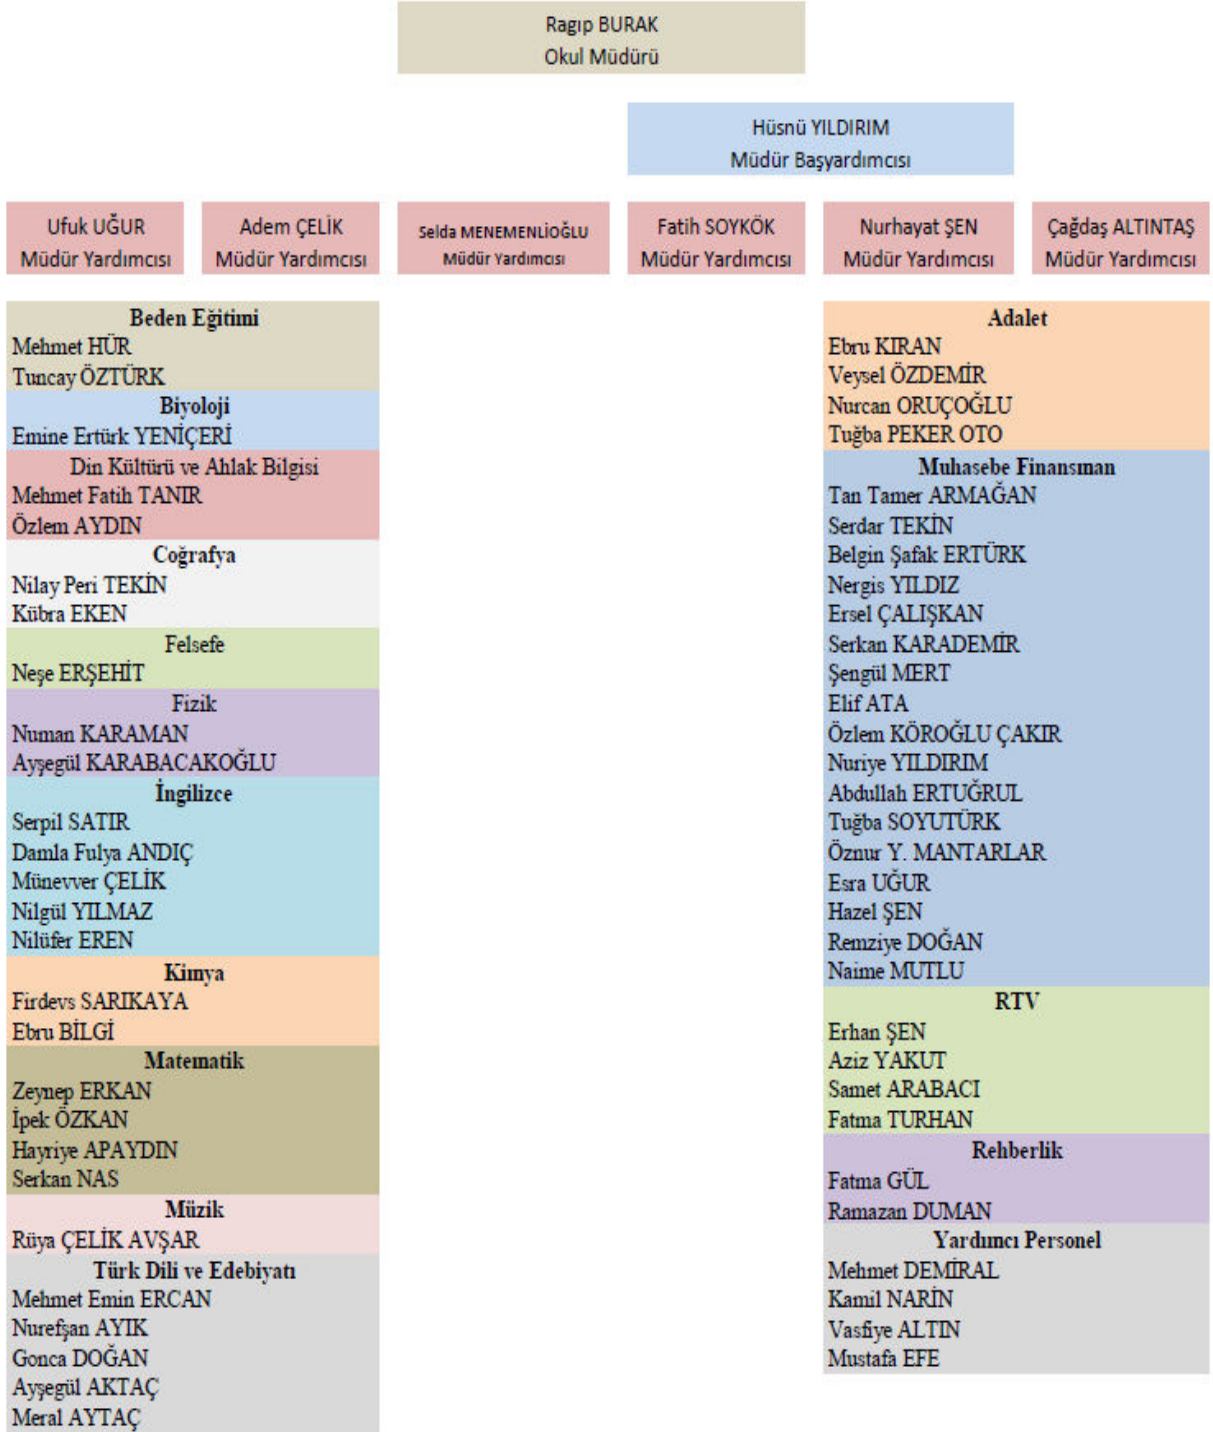 Ragıp BURAK
Okul Müdürü
Hüsnü YILDIRIM
Müdür Başyardımcısı
Ufuk UĞUR
Müdür Yardımcısı
Adem ÇELİK
Müdür Yardımcısı
Selda MENEMENLİOĞLU
Müdür Yardımcısı
Fatih SOYKÖK
Müdür Yardımcısı
Nurhayat ŞEN
Müdür Yardımcısı
Çağdaş ALTINTAŞ
Müdür Yardımcısı
Beden Eğitimi
Mehmet HÜR
Tuncay ÖZTÜRK
Biyoloji
Emine Ertürk YENİÇERİ
Din Kültürü ve Ahlak Bilgisi
Mehmet Fatih TANIR
Özlem AYDIN
Coğrafya
Nilay Peri TEKİN
Kübra EKEN
Felsefe
Neşe ERŞEHİT
Fizik
Numan KARAMAN
Ayşegül KARABACAKOĞLU
İngilizce
Serpil SATIR
Damla Fulya ANDIÇ
Münevver ÇELİK
Nilgül YILMAZ
Nilüfer EREN
Kimya
Firdevs SARIKAYA
Ebru BİLGİ
Matematik
Zeynep ERKAN
İpek ÖZKAN
Hayriye APAYDIN
Serkan NAS
Müzik
Rüya ÇELİK AVŞAR
Türk Dili ve Edebiyatı
Mehmet Emin ERCAN
Nurefşan AYIK
Gonca DOĞAN
Ayşegül AKTAÇ
Meral AYTAÇ
Adalet
Ebru KIRAN
Veysel ÖZDEMİR
Nurcan ORUÇOĞLU
Tuğba PEKER OTO
Muhasebe Finansman
Tan Tamer ARMAĞAN
Serdar TEKİN
Belgin Şafak ERTÜRK
Nergis YILDIZ
Ersel ÇALIŞKAN
Serkan KARADEMİR
Şengül MERT
Elif ATA
Özlem KÖROĞLU ÇAKIR
Nuriye YILDIRIM
Abdullah ERTUĞRUL
Tuğba SOYUTÜRK
Öznur Y. MANTARLAR
Esra UĞUR
Hazel ŞEN
Remziye DOĞAN
Naime MUTLU
RTV
Erhan ŞEN
Aziz YAKUT
Samet ARABACI
Fatma TURHAN
Rehberlik
Fatma GÜL
Ramazan DUMAN
Yardımcı Personel
Mehmet DEMİRAL
Kamil NARİN
Vasfiye ALTIN
Mustafa EFE